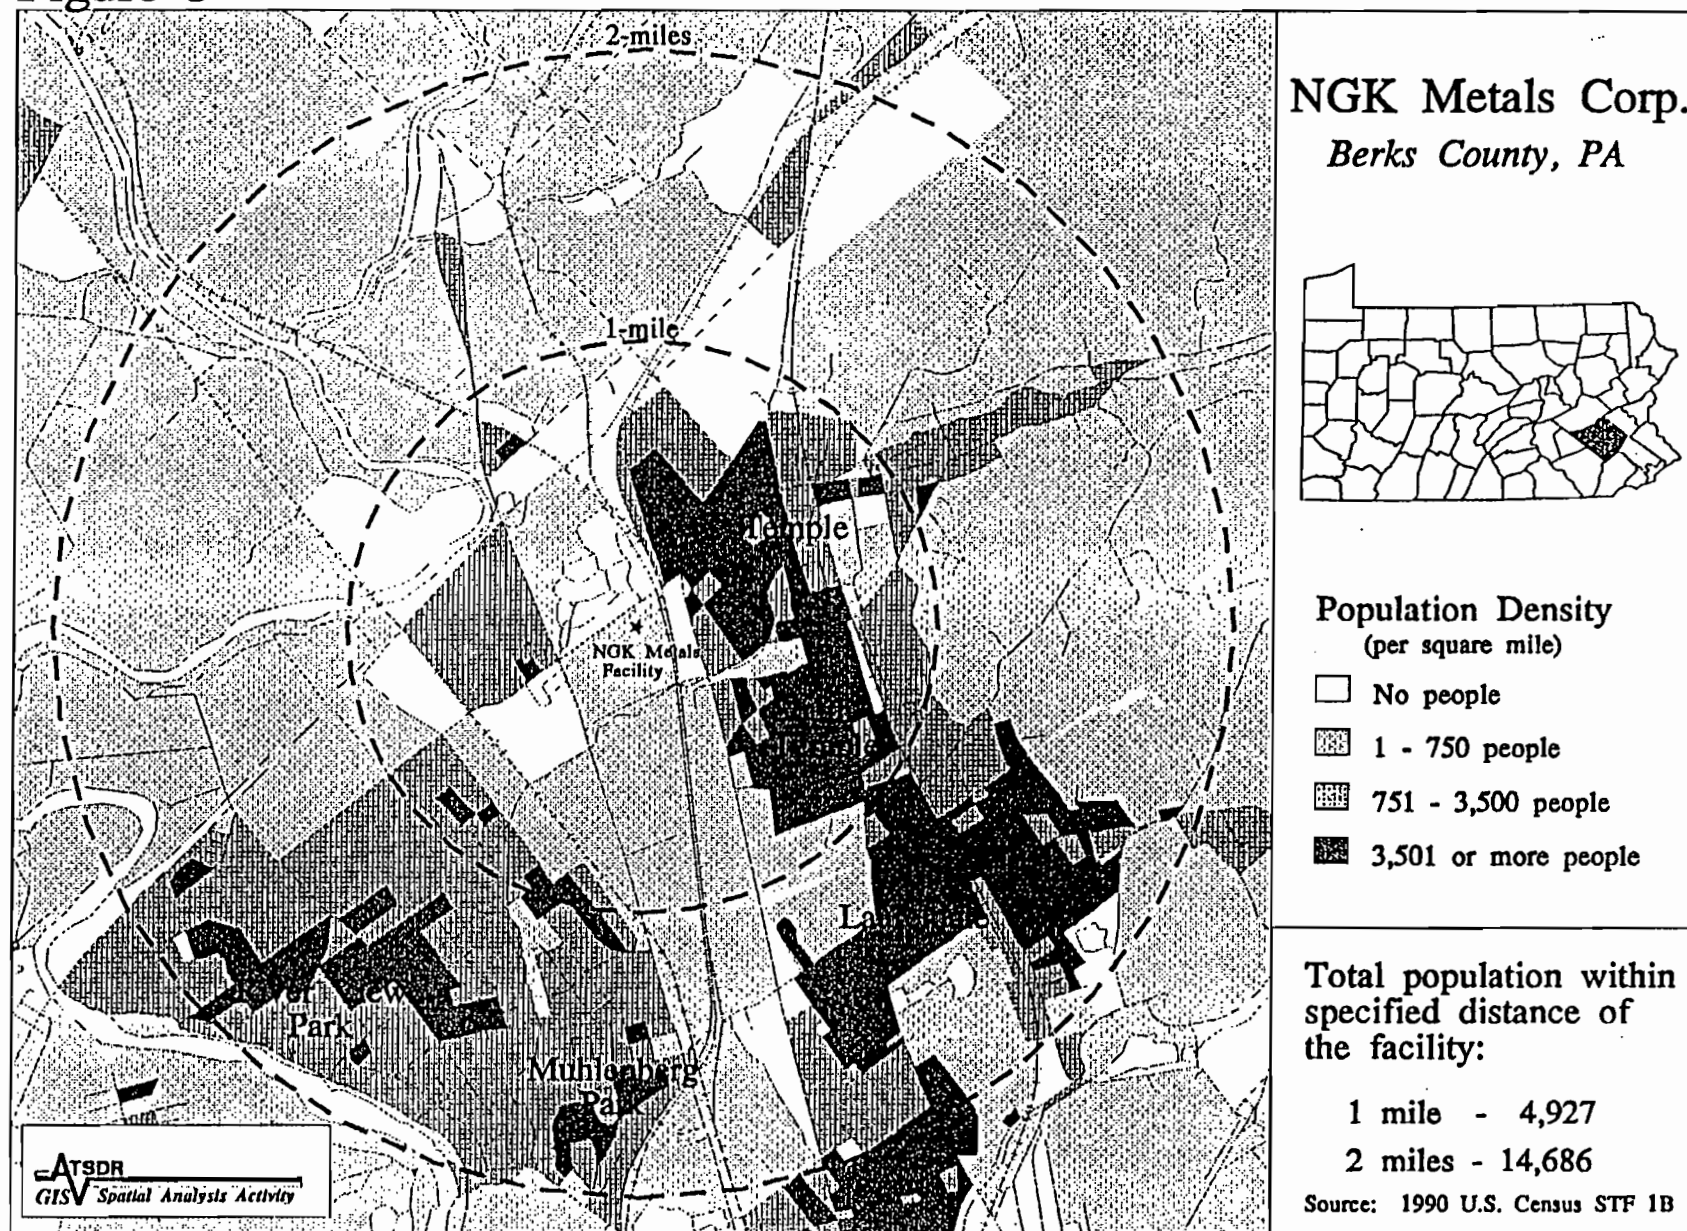 2-miles
1-mile
Temple
NGK Metals
Facility
Park
Muhlenberg
Park
ATSDR
GIS Spatial Analysis Activity
NGK Metals Corp.
Berks County, PA
Population Density
(per square mile)
No people
1 - 750 people
751 - 3,500 people
3,501 or more people
Total population within
specified distance of
the facility:
1 mile - 4,927
2 miles - 14,686
Source: 1990 U.S. Census STF 1B